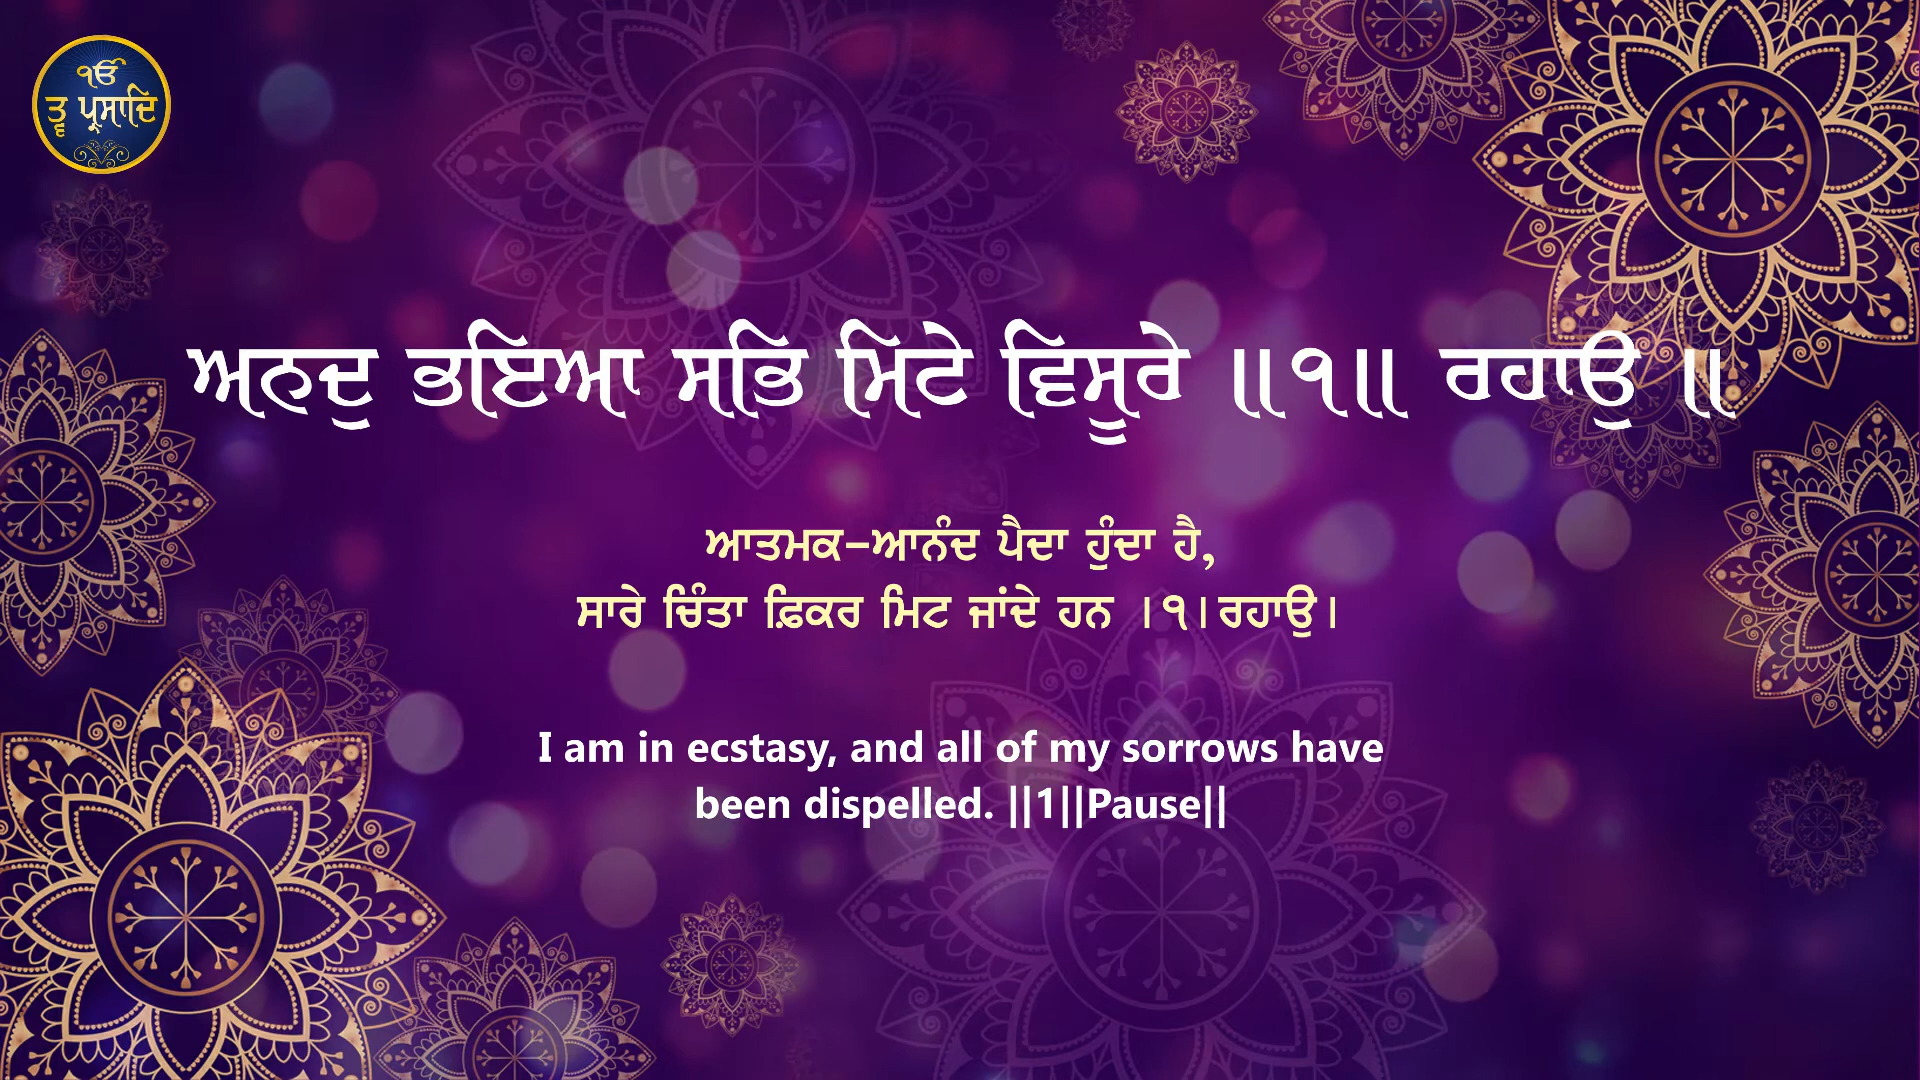 ੴ
ਤ੍ਵ ਪ੍ਰਸਾਦਿ
ਅਨਦੁ ਭਇਆ ਸਭਿ ਮਿਟੇ ਵਿਸੂਰੇ ॥੧॥ ਰਹਾਉ ॥
ਆਤਮਕ-ਆਨੰਦ ਪੈਦਾ ਹੁੰਦਾ ਹੈ,
ਸਾਰੇ ਚਿੰਤਾ ਫ਼ਿਕਰ ਮਿਟ ਜਾਂਦੇ ਹਨ ।੧।ਰਹਾਉ।
I am in ecstasy, and all of my sorrows have
been dispelled. ||1||Pause||